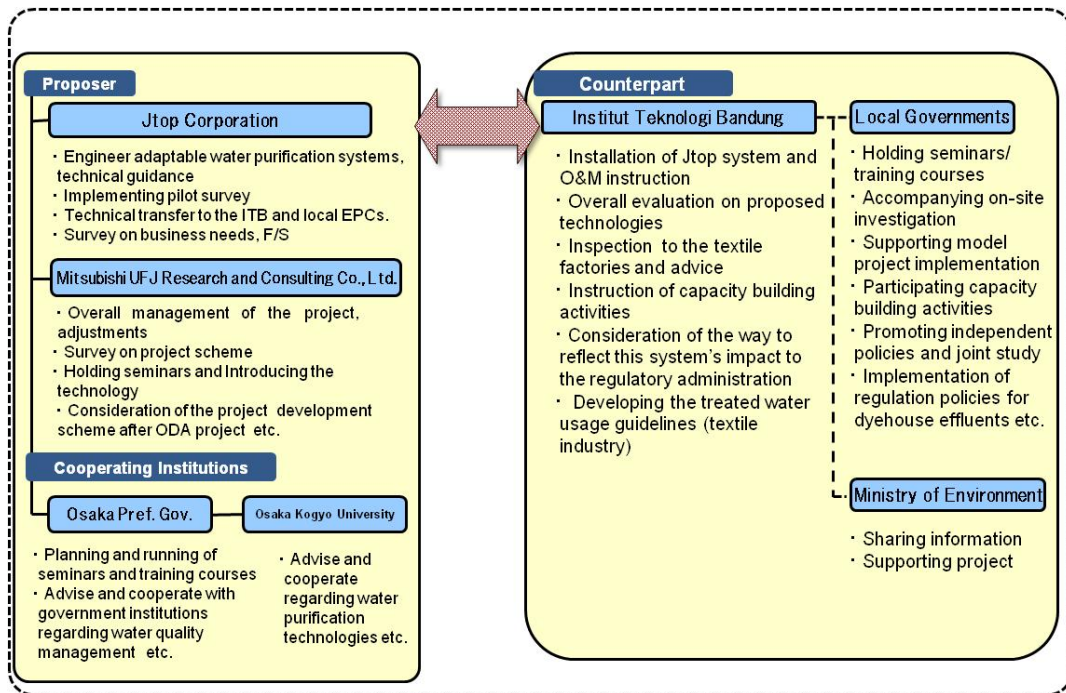 Proposer
Jtop Corporation
· Engineer adaptable water purification systems,
technical guidance
· Implementing pilot survey
· Technical transfer to the ITB and local EPCs.
· Survey on business needs, F/S
Mitsubishi UFJ Research and Consulting Co., Ltd.
· Overall management of the project,
adjustments
· Survey on project scheme
· Holding seminars and Introducing the
technology
· Consideration of the project development
scheme after ODA project etc.
Cooperating Institutions
Osaka Pref. Gov.
· Planning and running of
seminars and training courses
· Advise and cooperate with
government institutions
regarding water quality
management etc.
Osaka Kogyo University
· Advise and
cooperate
regarding water
purification
technologies etc.
Counterpart
Institut Teknologi Bandung
· Installation of Jtop system and
O&M instruction
· Overall evaluation on proposed
technologies
· Inspection to the textile
factories and advice
· Instruction of capacity building
activities
· Consideration of the way to
reflect this system's impact to
the regulatory administration
· Developing the treated water
usage guidelines (textile
industry)
Local Governments
· Holding seminars/
training courses
· Accompanying on-site
investigation
· Supporting model
project implementation
· Participating capacity
building activities
· Promoting independent
policies and joint study
· Implementation of
regulation policies for
dyehouse effluents etc.
Ministry of Environment
· Sharing information
· Supporting project